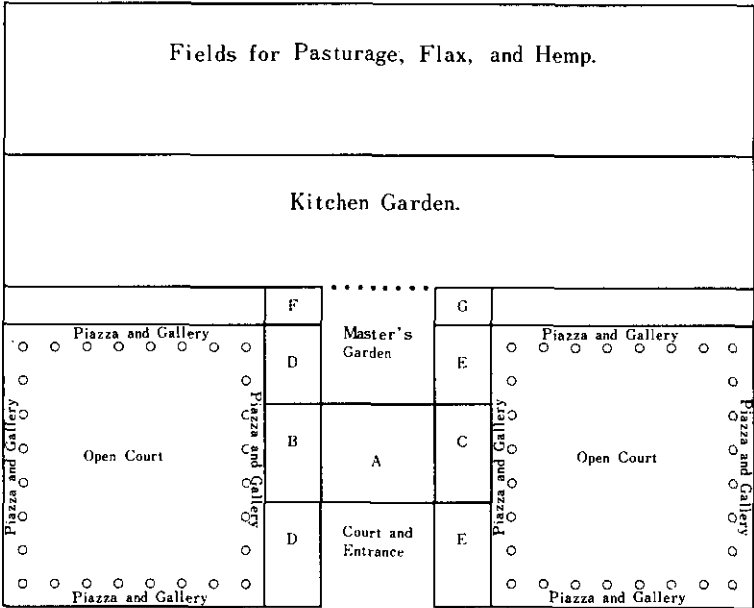 Fields for Pasturage, Flax, and Hemp.
Kitchen Garden.
F
G
Piazza and Gallery
Master's
Garden
Piazza and Gallery
D
E
Piazza and Gallery
Open Court
Piazza and Gallery
B
A
C
Piazza and Gallery
Open Court
Piazza and Gallery
D
Court and
Entrance
E
Piazza and Gallery
Piazza and Gallery